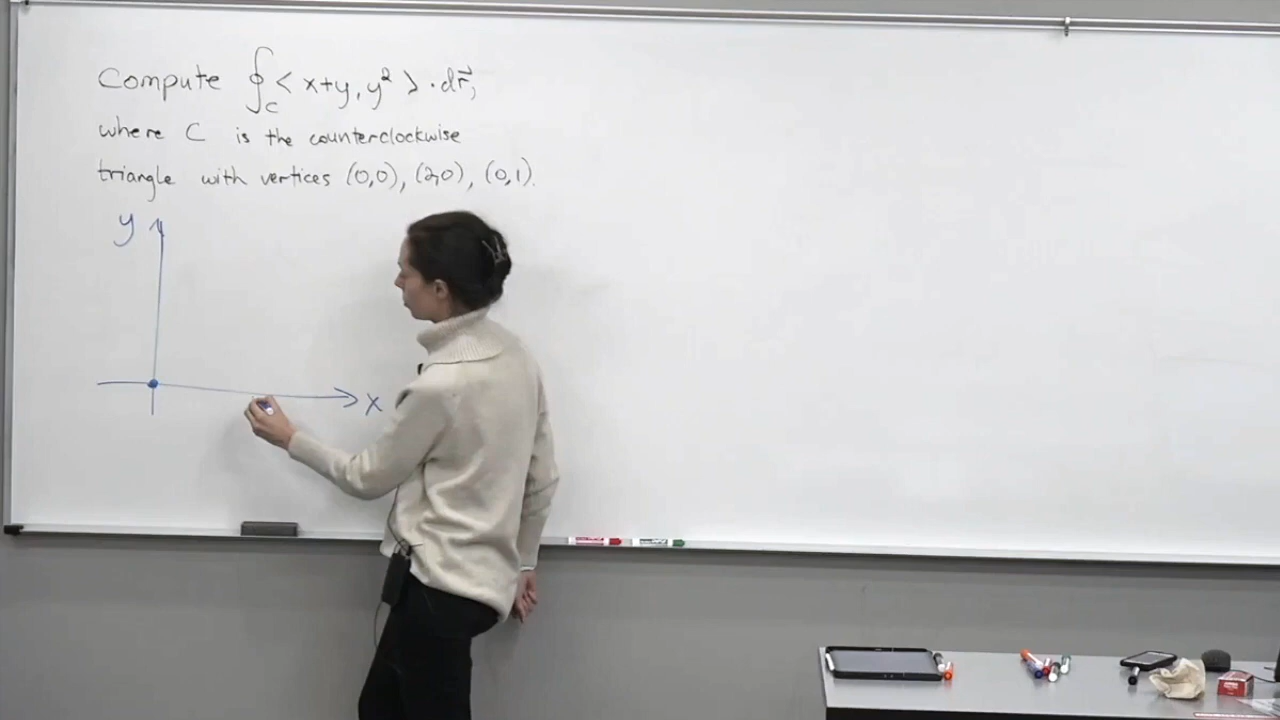 Compute ∮_C < x+y, y² > · dr⃗,
where C is the counterclockwise
triangle with vertices (0,0), (2,0), (0,1).
y
x